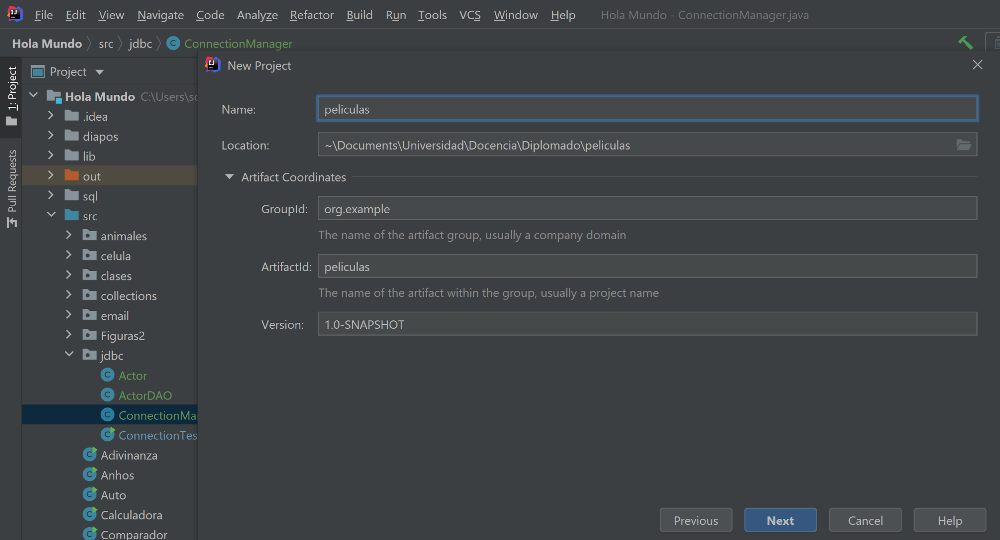 File Edit View Navigate Code Analyze Refactor Build Run Tools VCS Window Help Hola Mundo - ConnectionManager.java
Hola Mundo src jdbc ConnectionManager
1: Project
Pull Requests
Project
Hola Mundo C:\Users\sc
.idea
diapos
lib
out
sql
src
animales
celula
clases
collections
email
Figuras2
jdbc
Actor
ActorDAO
ConnectionMa
ConnectionTes
Adivinanza
Anhos
Auto
Calculadora
Comparador
New Project
Name: peliculas
Location: ~\Documents\Universidad\Docencia\Diplomado\peliculas
Artifact Coordinates
GroupId: org.example
The name of the artifact group, usually a company domain
ArtifactId: peliculas
The name of the artifact within the group, usually a project name
Version: 1.0-SNAPSHOT
Previous Next Cancel Help